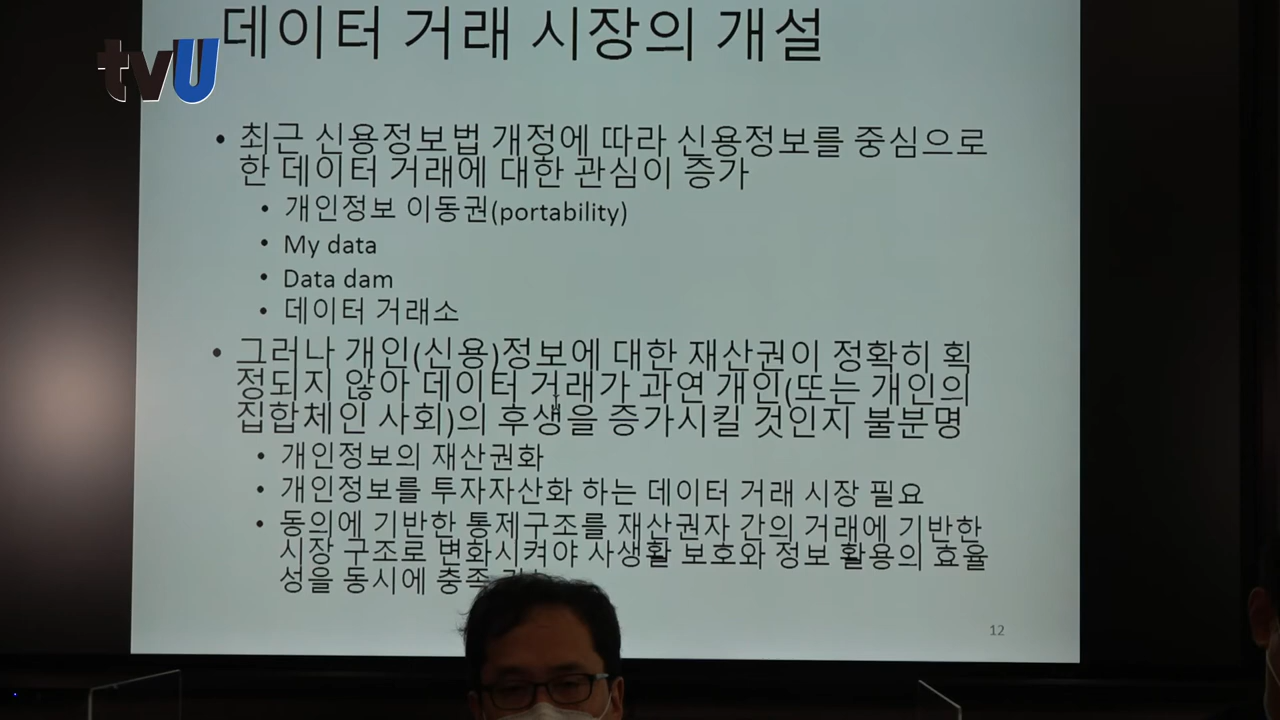 데이터 거래 시장의 개설
tvU
• 최근 신용정보법 개정에 따라 신용정보를 중심으로
한 데이터 거래에 대한 관심이 증가
• 개인정보 이동권(portability)
• My data
• Data dam
• 데이터 거래소
• 그러나 개인(신용)정보에 대한 재산권이 정확히 획
정되지 않아 데이터 거래가 과연 개인(또는 개인의
집합체인 사회)의 후생을 증가시킬 것인지 불분명
• 개인정보의 재산권화
• 개인정보를 투자자산화 하는 데이터 거래 시장 필요
• 동의에 기반한 통제구조를 재산권자 간의 거래에 기반한
시장 구조로 변화시켜야 사생활 보호와 정보 활용의 효율
성을 동시에 충족
12